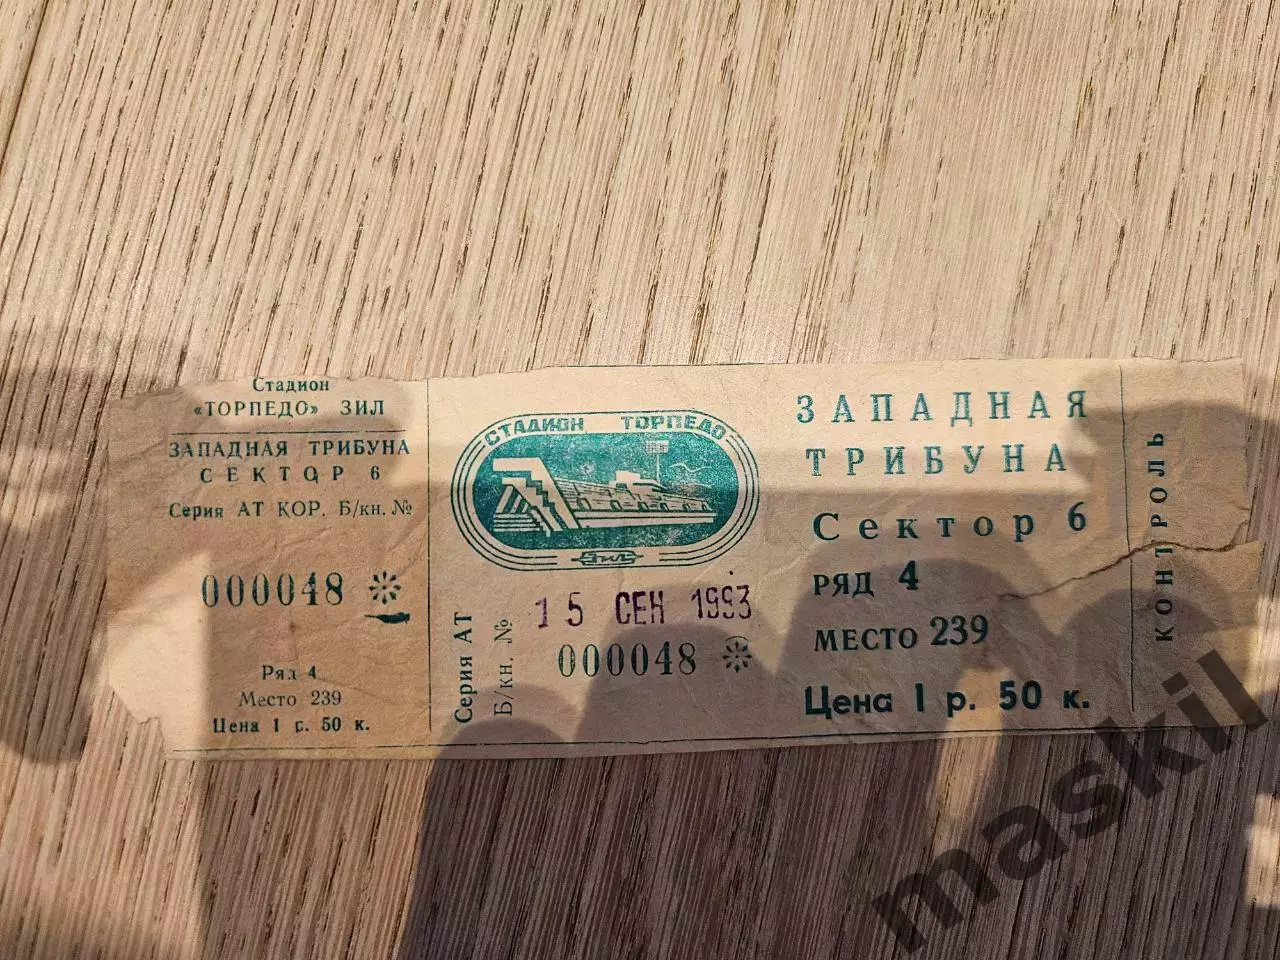 Стадион
«ТОРПЕДО» ЗИЛ
ЗАПАДНАЯ ТРИБУНА
СЕКТОР 6
Серия АТ КОР. Б/кн. №
000048
Ряд 4
Место 239
Цена 1 р. 50 к.
СТАДИОН ТОРПЕДО
ЗИЛ
15 СЕН 1993
Серия АТ
Б/кн. №
000048
ЗАПАДНАЯ
ТРИБУНА
Сектор 6
РЯД 4
МЕСТО 239
Цена 1 р. 50 к.
КОНТРОЛЬ
maskil